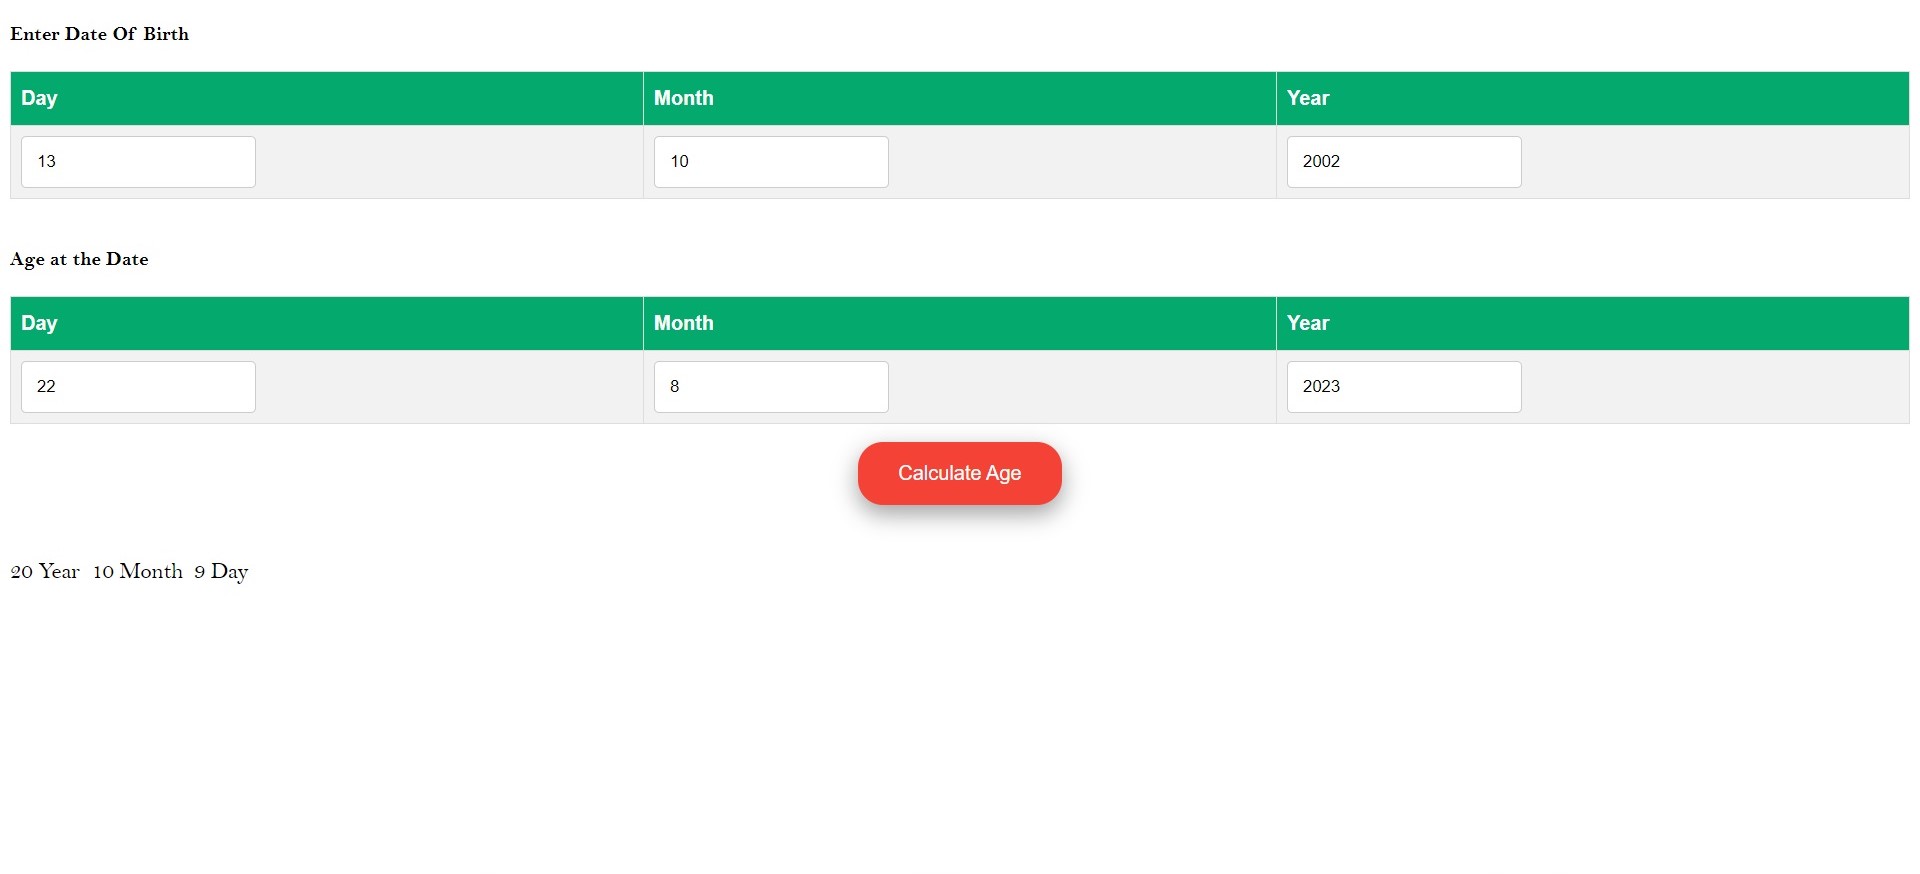 Enter Date Of Birth
Day Month Year
13 10 2002
Age at the Date
Day Month Year
22 8 2023
Calculate Age
20 Year 10 Month 9 Day